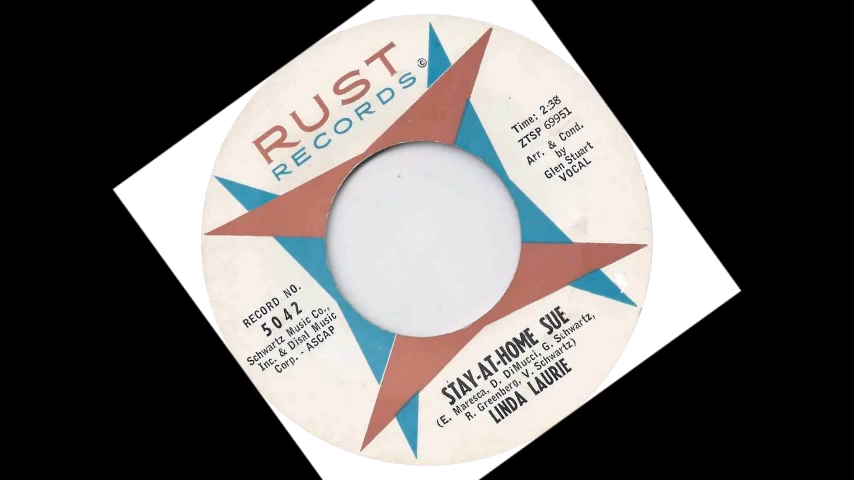 RUST
RECORDS©
Time: 2:38
ZTSP 69951
Arr. & Cond.
by
Glen Stuart
VOCAL
RECORD NO.
5042
Schwartz Music Co.,
Inc. & Disal Music
Corp. - ASCAP
STAY-AT-HOME SUE
(E. Maresca, D. DiMucci, G. Schwartz,
R. Greenberg, V. Schwartz)
LINDA LAURIE